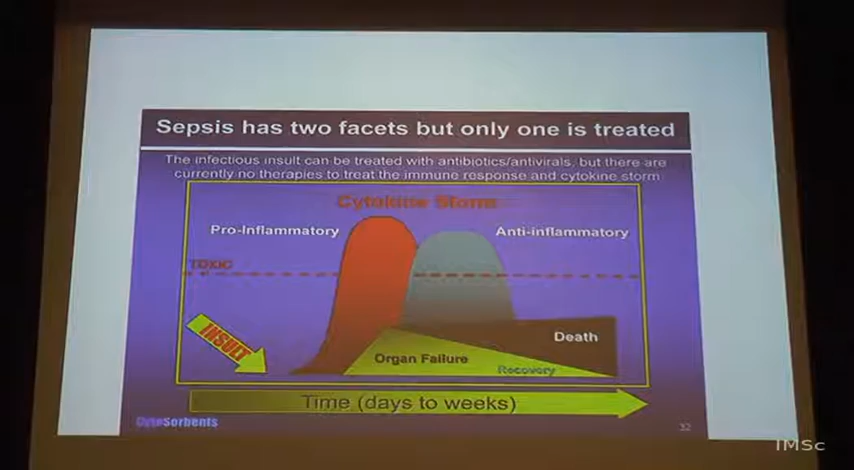 Sepsis has two facets but only one is treated
The infectious insult can be treated with antibiotics/antivirals, but there are
currently no therapies to treat the immune response and cytokine storm
Cytokine Storm
Pro-Inflammatory
Anti-inflammatory
TOXIC
INSULT
Death
Organ Failure
Recovery
Time (days to weeks)
CytoSorbents
32
IMSc